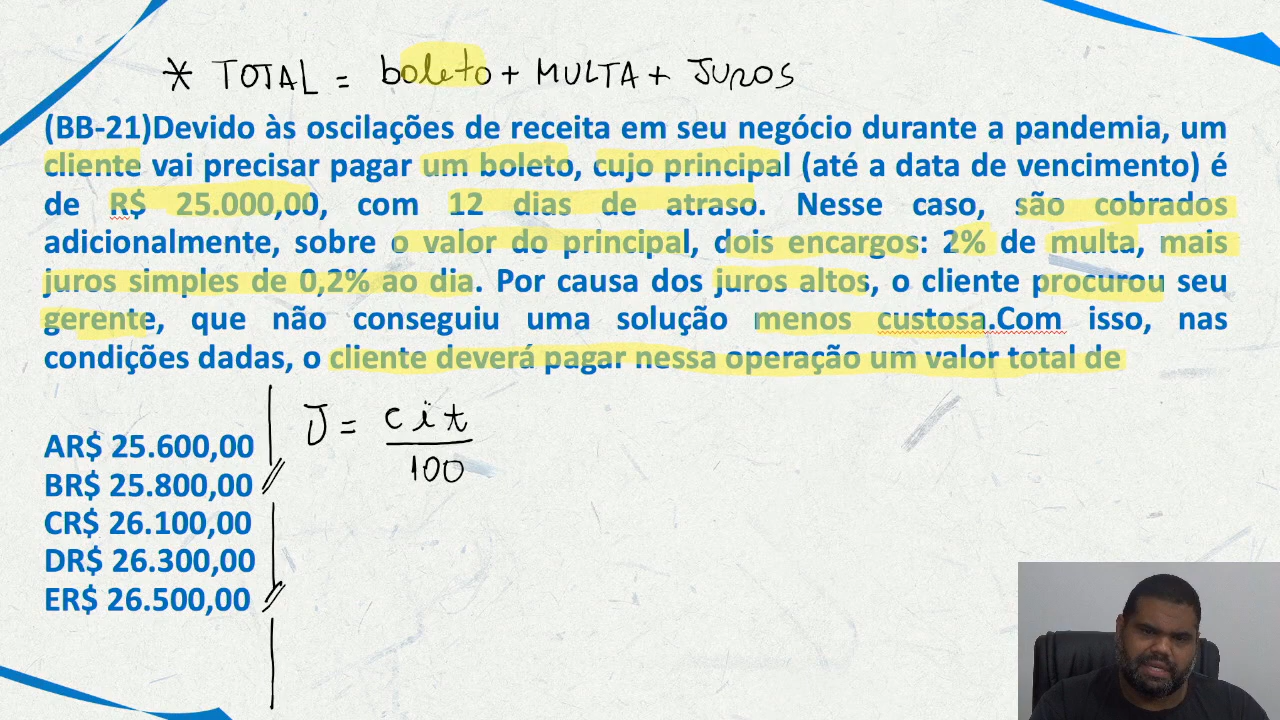 * TOTAL = boleto + MULTA + JUROS
(BB-21)Devido às oscilações de receita em seu negócio durante a pandemia, um
cliente vai precisar pagar um boleto, cujo principal (até a data de vencimento) é
de R$ 25.000,00, com 12 dias de atraso. Nesse caso, são cobrados
adicionalmente, sobre o valor do principal, dois encargos: 2% de multa, mais
juros simples de 0,2% ao dia. Por causa dos juros altos, o cliente procurou seu
gerente, que não conseguiu uma solução menos custosa.Com isso, nas
condições dadas, o cliente deverá pagar nessa operação um valor total de
J = c i t
100
AR$ 25.600,00
BR$ 25.800,00
CR$ 26.100,00
DR$ 26.300,00
ER$ 26.500,00